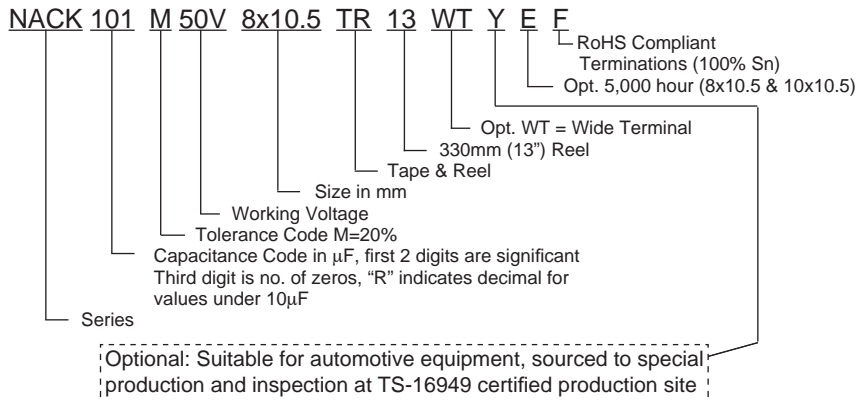 NACK 101 M 50V 8x10.5 TR 13 WT Y E F
RoHS Compliant
Terminations (100% Sn)
Opt. 5,000 hour (8x10.5 & 10x10.5)
Opt. WT = Wide Terminal
330mm (13”) Reel
Tape & Reel
Size in mm
Working Voltage
Tolerance Code M=20%
Capacitance Code in μF, first 2 digits are significant
Third digit is no. of zeros, “R” indicates decimal for
values under 10μF
Series
Optional: Suitable for automotive equipment, sourced to special
production and inspection at TS-16949 certified production site